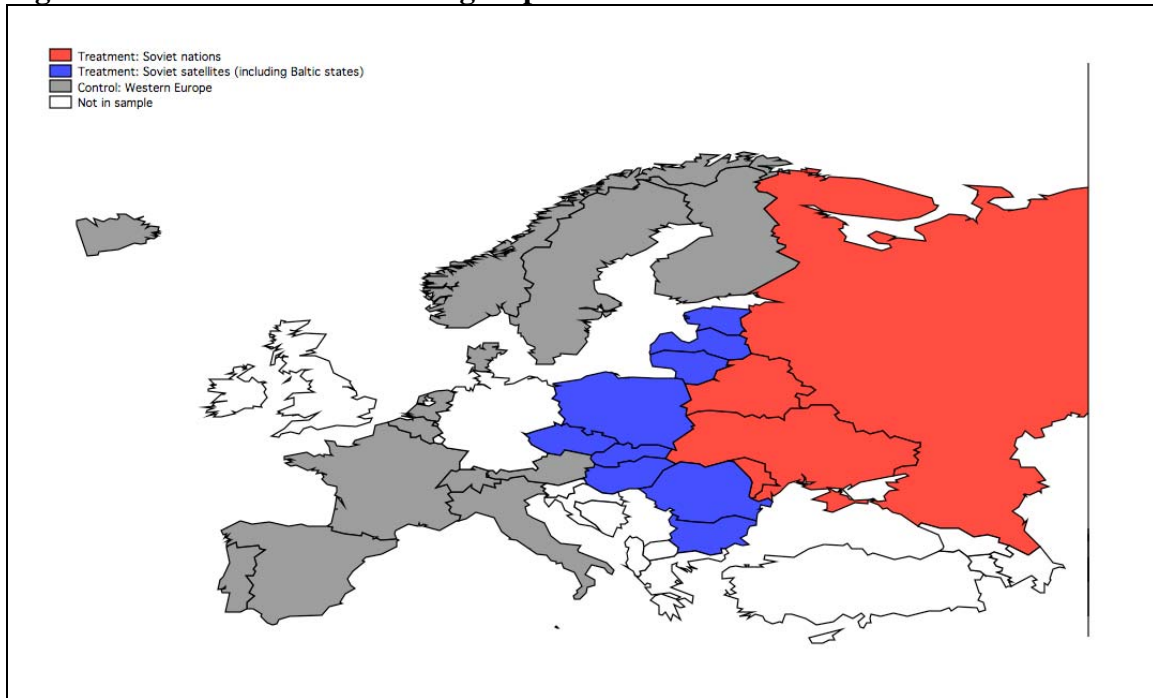 Treatment: Soviet nations
Treatment: Soviet satellites (including Baltic states)
Control: Western Europe
Not in sample